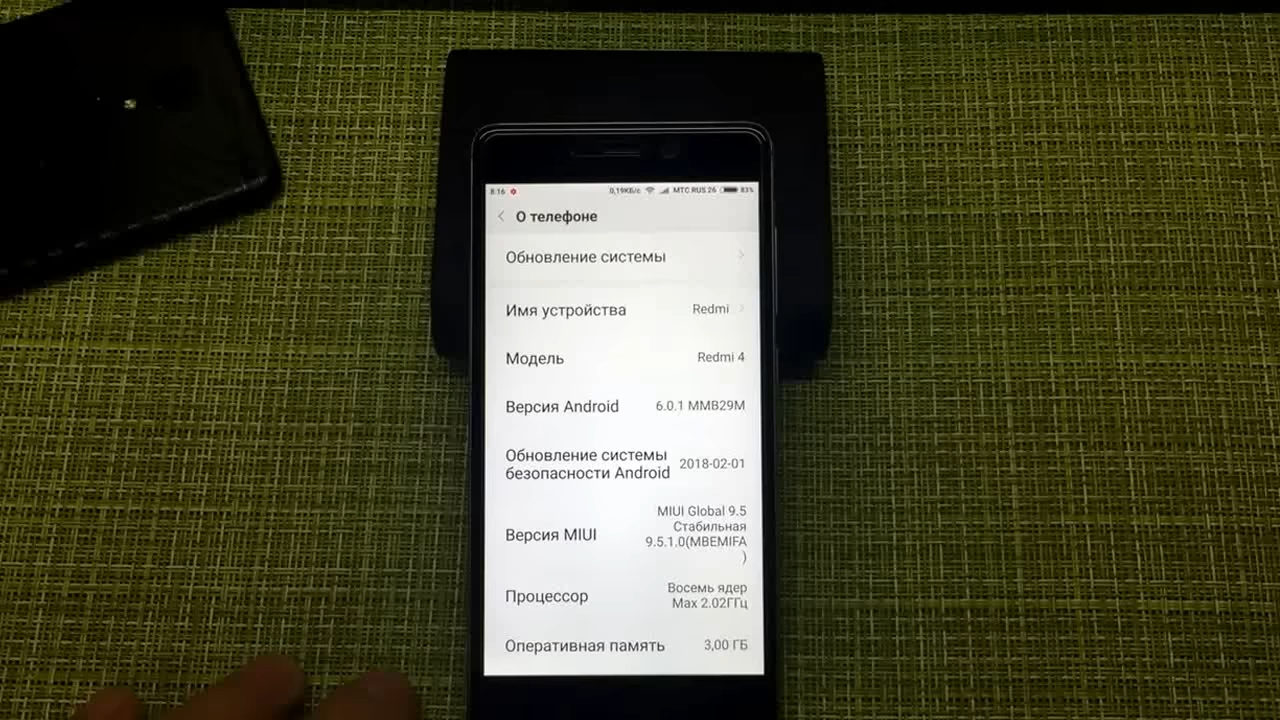 8:16 0,19КБ/с МТС RUS 26 83%
О телефоне
Обновление системы
Имя устройства Redmi
Модель Redmi 4
Версия Android 6.0.1 MMB29M
Обновление системы
безопасности Android 2018-02-01
Версия MIUI MIUI Global 9.5
Стабильная
9.5.1.0(MBEMIFA
)
Процессор Восемь ядер
Max 2.02ГГц
Оперативная память 3,00 ГБ